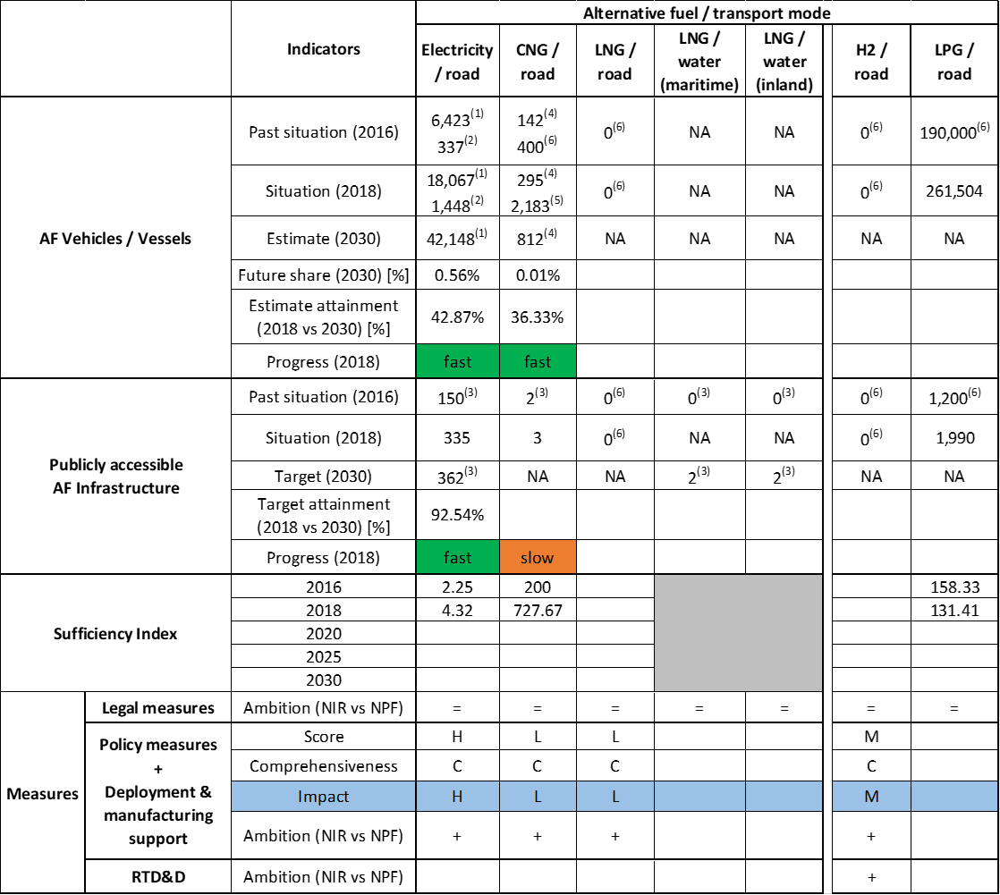 Alternative fuel / transport mode
Indicators
Electricity / road
CNG / road
LNG / road
LNG / water (maritime)
LNG / water (inland)
H2 / road
LPG / road
AF Vehicles / Vessels
Past situation (2016)
6,423(1)
337(2)
142(4)
400(6)
0(6)
NA
NA
0(6)
190,000(6)
Situation (2018)
18,067(1)
1,448(2)
295(4)
2,183(5)
0(6)
NA
NA
0(6)
261,504
Estimate (2030)
42,148(1)
812(4)
NA
NA
NA
NA
NA
Future share (2030) [%]
0.56%
0.01%
Estimate attainment
(2018 vs 2030) [%]
42.87%
36.33%
Progress (2018)
fast
fast
Publicly accessible
AF Infrastructure
Past situation (2016)
150(3)
2(3)
0(6)
0(3)
0(3)
0(6)
1,200(6)
Situation (2018)
335
3
0(6)
NA
NA
0(6)
1,990
Target (2030)
362(3)
NA
NA
2(3)
2(3)
NA
NA
Target attainment
(2018 vs 2030) [%]
92.54%
Progress (2018)
fast
slow
Sufficiency Index
2016
2.25
200
158.33
2018
4.32
727.67
131.41
2020
2025
2030
Measures
Legal measures
Ambition (NIR vs NPF)
=
=
=
=
=
=
=
Policy measures
+
Deployment &
manufacturing
support
Score
H
L
L
M
Comprehensiveness
C
C
C
C
Impact
H
L
L
M
Ambition (NIR vs NPF)
+
+
+
+
RTD&D
Ambition (NIR vs NPF)
+